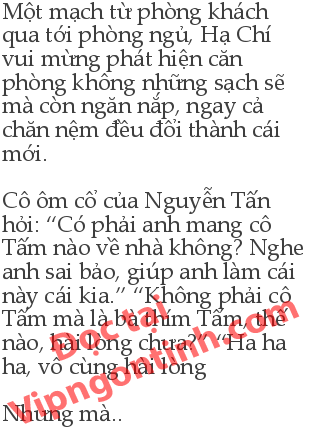 Một mạch từ phòng khách
qua tới phòng ngủ, Hạ Chí
vui mừng phát hiện căn
phòng không những sạch sẽ
mà còn ngăn nắp, ngay cả
chăn nệm đều đổi thành cái
mới.

Cô ôm cổ của Nguyễn Tấn
hỏi: “Có phải anh mang cô
Tấm nào về nhà không? Nghe
anh sai bảo, giúp anh làm cái
này cái kia.” “Không phải cô
Tấm mà là bà thím Tấm, thế
nào, hài lòng chưa?” “Ha ha
ha, vô cùng hài lòng

Nhưng mà..
Đọc tại
Vipngontinh.com